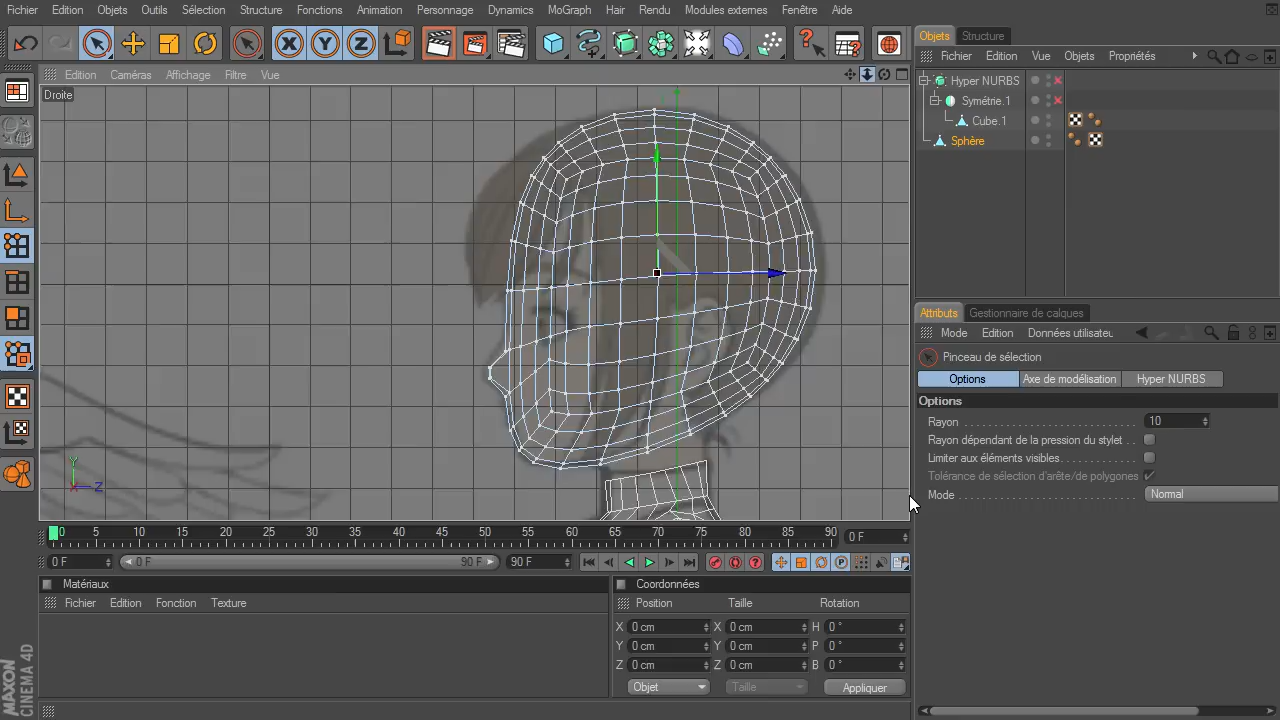 Fichier Edition Objets Outils Sélection Structure Fonctions Animation Personnage Dynamics MoGraph Hair Rendu Modules externes Fenêtre Aide
X Y Z
Objets Structure
Edition Caméras Affichage Filtre Vue
Fichier Edition Vue Objets Propriétés
Droite
Hyper NURBS
Symétrie.1
Cube.1
Sphère
Attributs Gestionnaire de calques
Mode Edition Données utilisateu
Pinceau de sélection
Options Axe de modélisation Hyper NURBS
Options
Rayon 10
Rayon dépendant de la pression du stylet
Limiter aux éléments visibles
Tolérance de sélection d'arête/de polygones
Mode Normal
Y
X Z
0 5 10 15 20 25 30 35 40 45 50 55 60 65 70 75 80 85 90 0 F
0 F 0 F 90 F 90 F
Matériaux
Fichier Edition Fonction Texture
Coordonnées
Position Taille Rotation
X 0 cm X 0 cm H 0 °
Y 0 cm Y 0 cm P 0 °
Z 0 cm Z 0 cm B 0 °
Objet Taille Appliquer
MAXON
CINEMA 4D